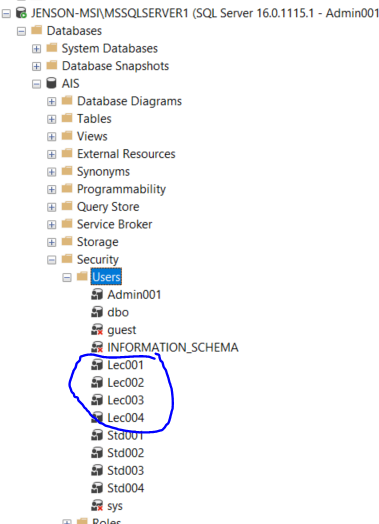 JENSON-MSI\MSSQLSERVER1 (SQL Server 16.0.1115.1 - Admin001
Databases
System Databases
Database Snapshots
AIS
Database Diagrams
Tables
Views
External Resources
Synonyms
Programmability
Query Store
Service Broker
Storage
Security
Users
Admin001
dbo
guest
INFORMATION_SCHEMA
Lec001
Lec002
Lec003
Lec004
Std001
Std002
Std003
Std004
sys
Roles